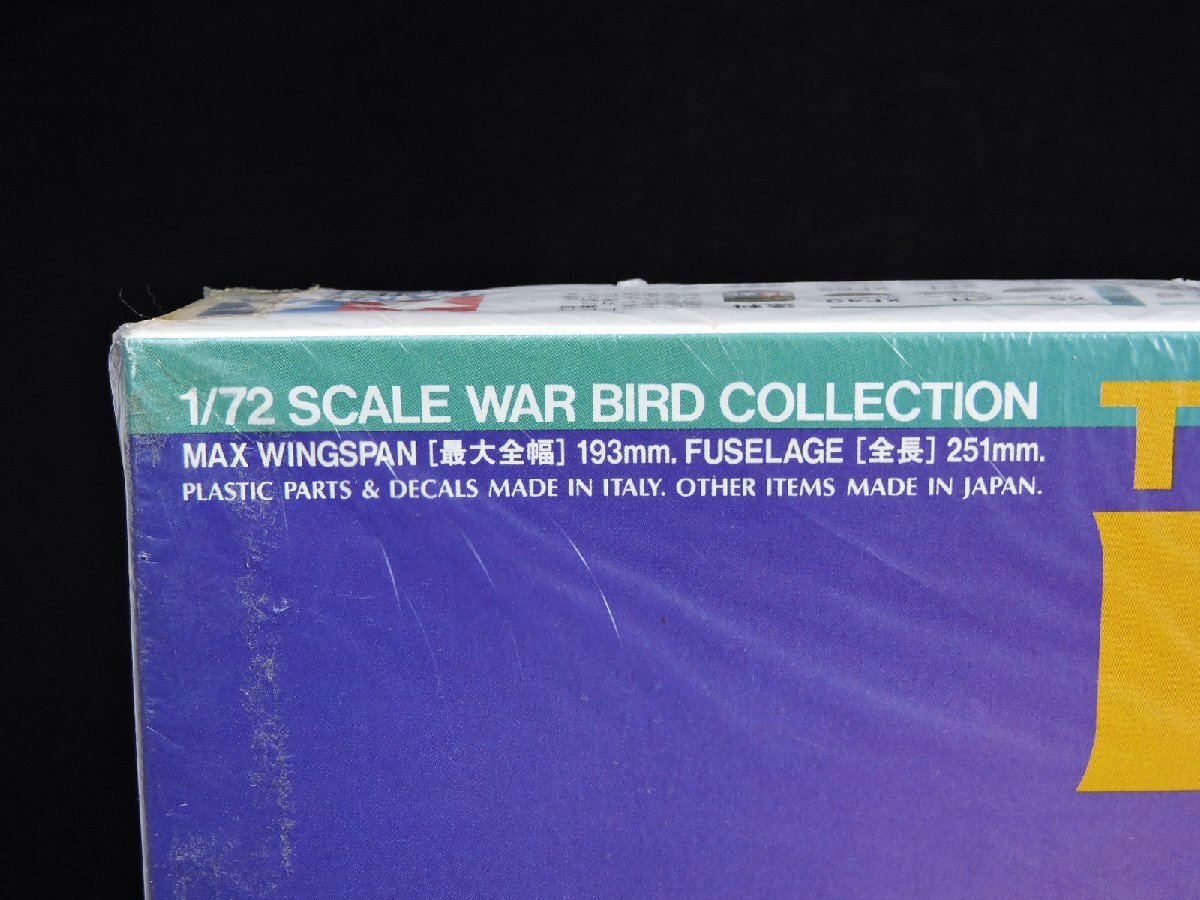 1/72 SCALE WAR BIRD COLLECTION
MAX WINGSPAN [最大全幅] 193mm. FUSELAGE [全長] 251mm.
PLASTIC PARTS & DECALS MADE IN ITALY. OTHER ITEMS MADE IN JAPAN.
T